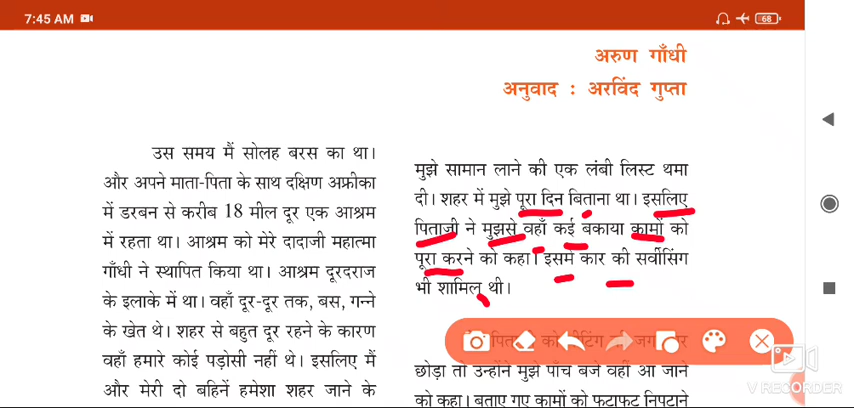 7:45 AM
68
अरुण गाँधी
अनुवाद : अरविंद गुप्ता
उस समय मैं सोलह बरस का था।
और अपने माता-पिता के साथ दक्षिण अफ्रीका
में डरबन से करीब 18 मील दूर एक आश्रम
में रहता था। आश्रम को मेरे दादाजी महात्मा
गाँधी ने स्थापित किया था। आश्रम दूरदराज
के इलाके में था। वहाँ दूर-दूर तक, बस, गन्ने
के खेत थे। शहर से बहुत दूर रहने के कारण
वहाँ हमारे कोई पड़ोसी नहीं थे। इसलिए मैं
और मेरी दो बहिनें हमेशा शहर जाने के
मुझे सामान लाने की एक लंबी लिस्ट थमा
दी। शहर में मुझे पूरा दिन बिताना था। इसलिए
पिताजी ने मुझसे वहाँ कई बकाया कामों को
पूरा करने को कहा। इसमें कार की सर्वीसिंग
भी शामिल थी।
छोड़ा तो उन्होंने मुझे पाँच बजे वहीं आ जाने
को कहा। बताए गए कामों को फटाफट निपटाने
V RECORDER